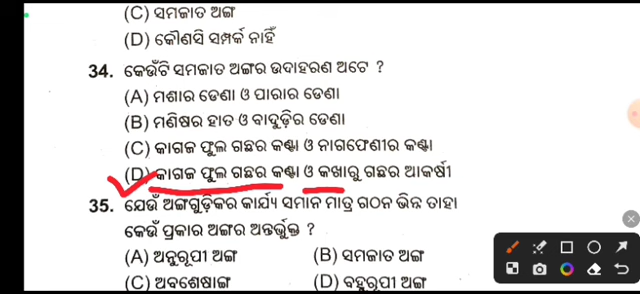 (C) ସମଜାତ ଅଙ୍ଗ
(D) କୌଣସି ସମ୍ପର୍କ ନାହିଁ
34. କେଉଁଟି ସମଜାତ ଅଙ୍ଗର ଉଦାହରଣ ଅଟେ ?
(A) ମଶାର ଡେଣା ଓ ପାରାର ଡେଣା
(B) ମଣିଷର ହାତ ଓ ବାଦୁଡ଼ିର ଡେଣା
(C) କାଗଜ ଫୁଲ ଗଛର କଣ୍ଟା ଓ ନାଗଫେଣୀର କଣ୍ଟା
(D) କାଗଜ ଫୁଲ ଗଛର କଣ୍ଟା ଓ କଖାରୁ ଗଛର ଆକର୍ଷୀ
35. ଯେଉଁ ଅଙ୍ଗଗୁଡ଼ିକର କାର୍ଯ୍ୟ ସମାନ ମାତ୍ର ଗଠନ ଭିନ୍ନ ତାହା
କେଉଁ ପ୍ରକାର ଅଙ୍ଗର ଅନ୍ତର୍ଭୁକ୍ତ ?
(A) ଅନୁରୂପୀ ଅଙ୍ଗ (B) ସମଜାତ ଅଙ୍ଗ
(C) ଅବଶେଷାଙ୍ଗ (D) ବହୁରୂପୀ ଅଙ୍ଗ